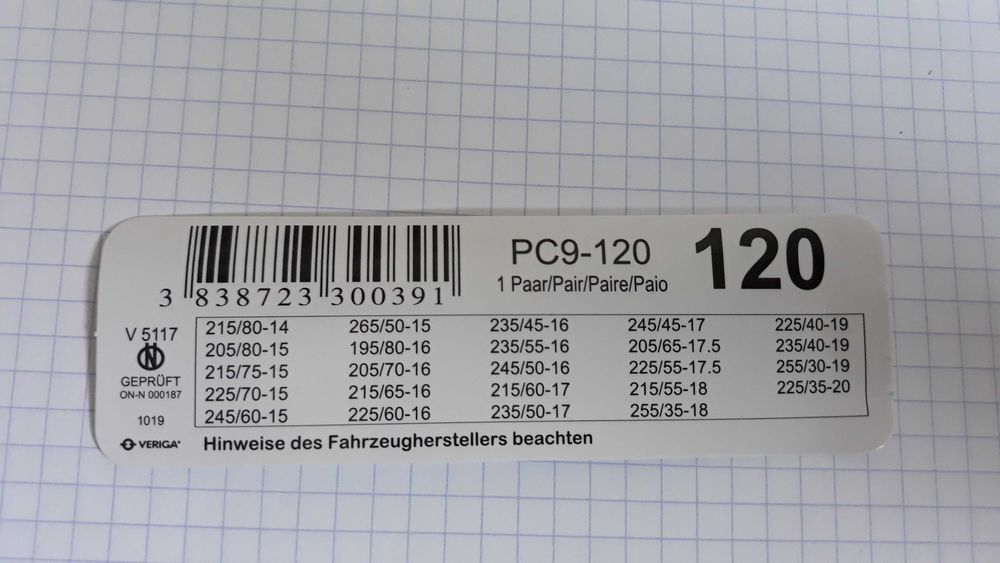 3 838723 300391
PC9-120
1 Paar/Pair/Paire/Paio
120
V 5117
N
GEPRÜFT
ON-N 000187
1019
VERIGA
215/80-14 265/50-15 235/45-16 245/45-17 225/40-19
205/80-15 195/80-16 235/55-16 205/65-17.5 235/40-19
215/75-15 205/70-16 245/50-16 225/55-17.5 255/30-19
225/70-15 215/65-16 215/60-17 215/55-18 225/35-20
245/60-15 225/60-16 235/50-17 255/35-18
Hinweise des Fahrzeugherstellers beachten